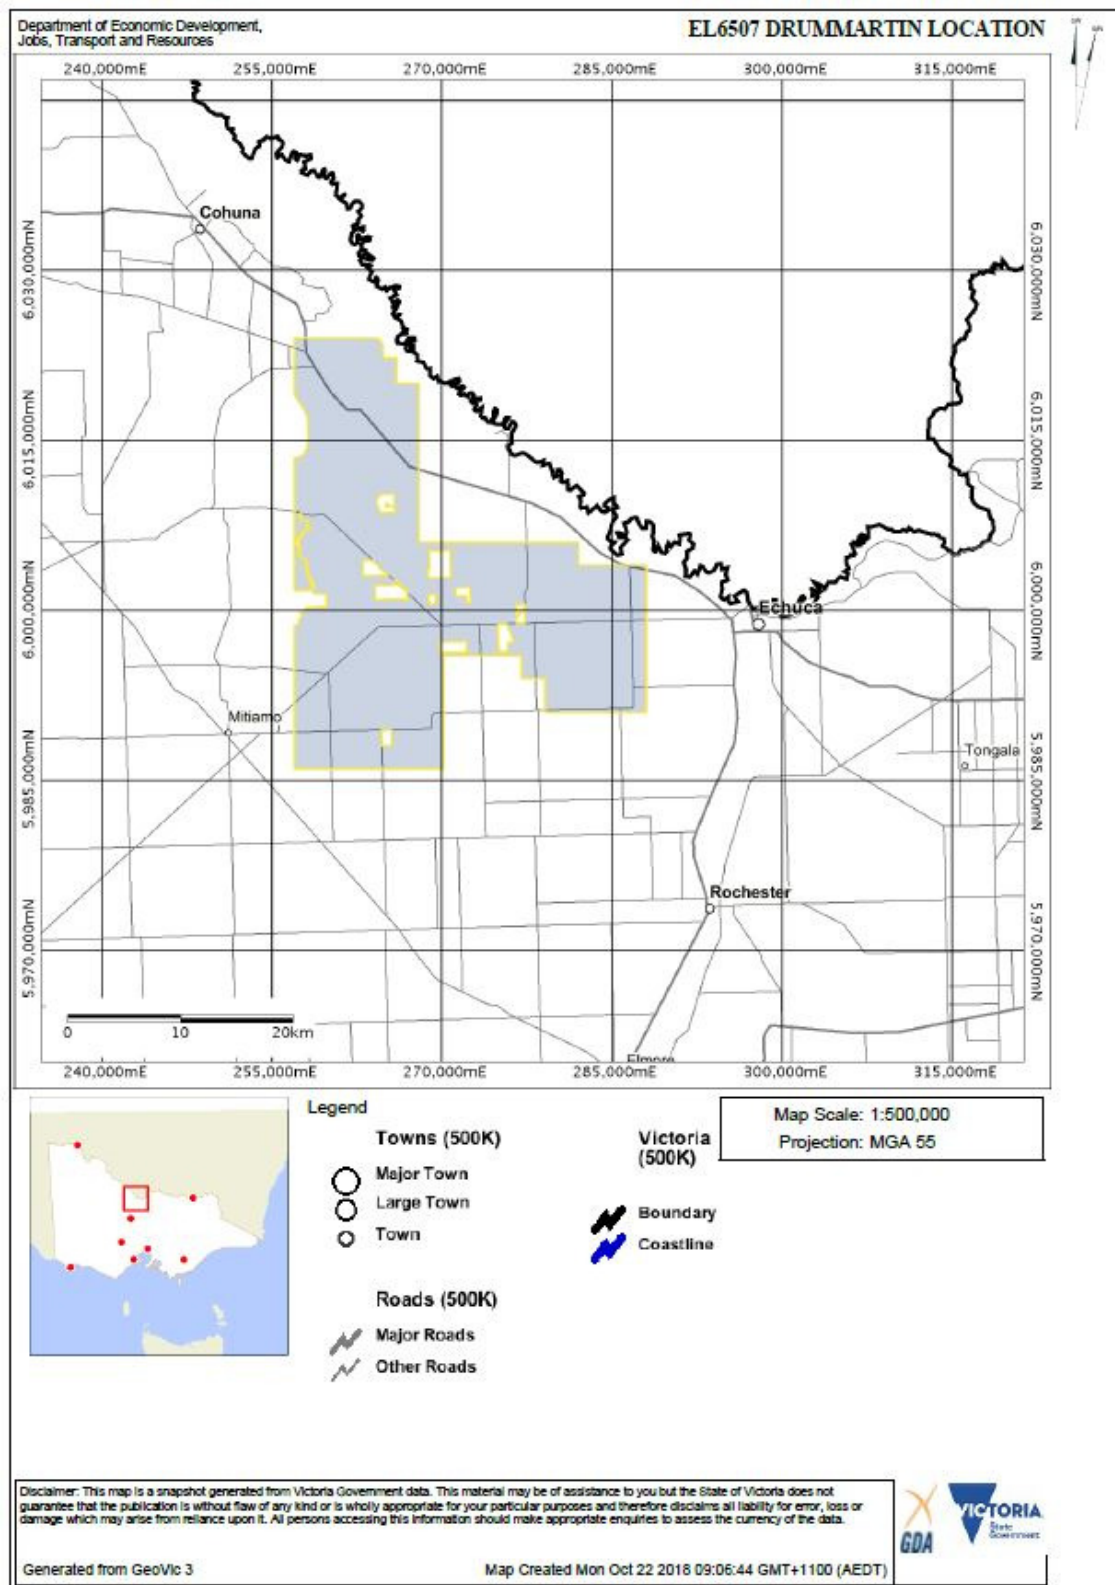 Department of Economic Development,
Jobs, Transport and Resources
EL6507 DRUMMARTIN LOCATION
240,000mE 255,000mE 270,000mE 285,000mE 300,000mE 315,000mE
Cohuna
6,030,000mN
6,030,000mN
6,015,000mN
6,015,000mN
6,000,000mN
6,000,000mN
Echuca
Mitiamo
Tongala
5,985,000mN
5,985,000mN
Rochester
5,970,000mN
5,970,000mN
0 10 20km
Elmore
240,000mE 255,000mE 270,000mE 285,000mE 300,000mE 315,000mE
Legend
Towns (500K)
Major Town
Large Town
Town
Roads (500K)
Major Roads
Other Roads
Victoria
(500K)
Boundary
Coastline
Map Scale: 1:500,000
Projection: MGA 55
Disclaimer: This map is a snapshot generated from Victoria Government data. This material may be of assistance to you but the State of Victoria does not
guarantee that the publication is without flaw of any kind or is wholly appropriate for your particular purposes and therefore disclaims all liability for error, loss or
damage which may arise from reliance upon it. All persons accessing this information should make appropriate enquiries to assess the currency of the data.
Generated from GeoVic 3
Map Created Mon Oct 22 2018 09:06:44 GMT+1100 (AEDT)
GDA
VICTORIA
State
Government